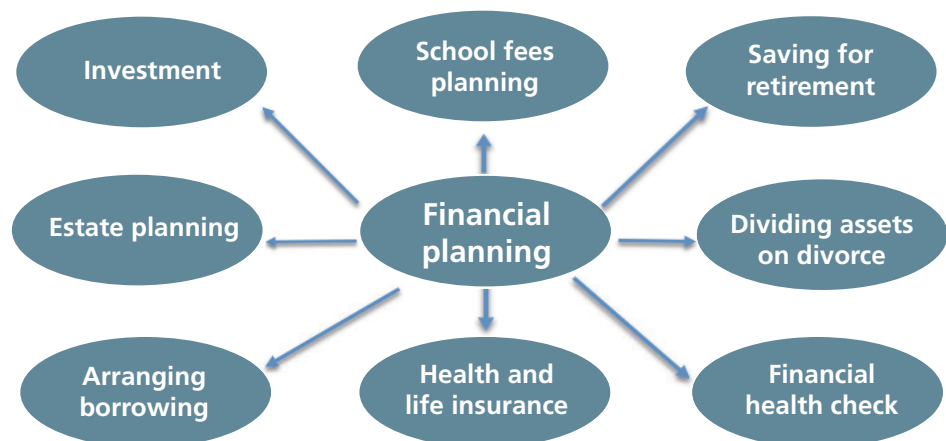 Investment
School fees
planning
Saving for
retirement
Estate planning
Financial
planning
Dividing assets
on divorce
Arranging
borrowing
Health and
life insurance
Financial
health check